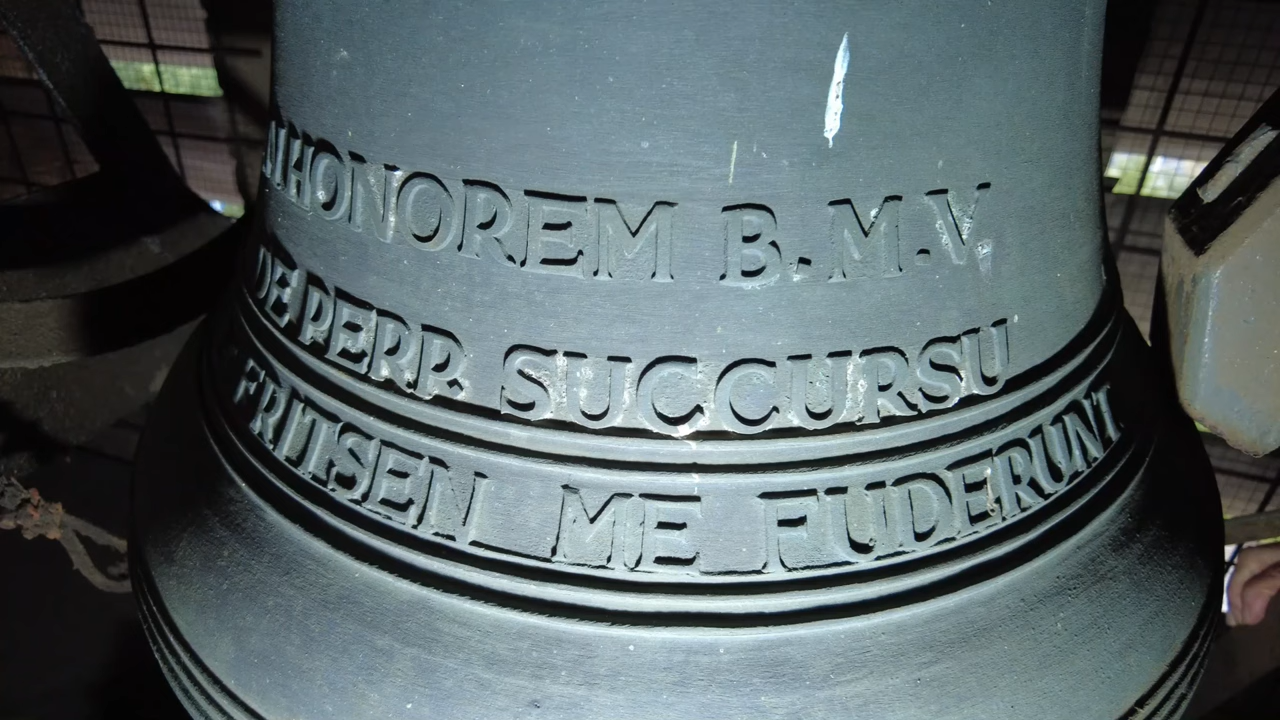 HONOREM B.M.V.
DE PERP. SUCCURSU
FRITSEN ME FUDERUNT